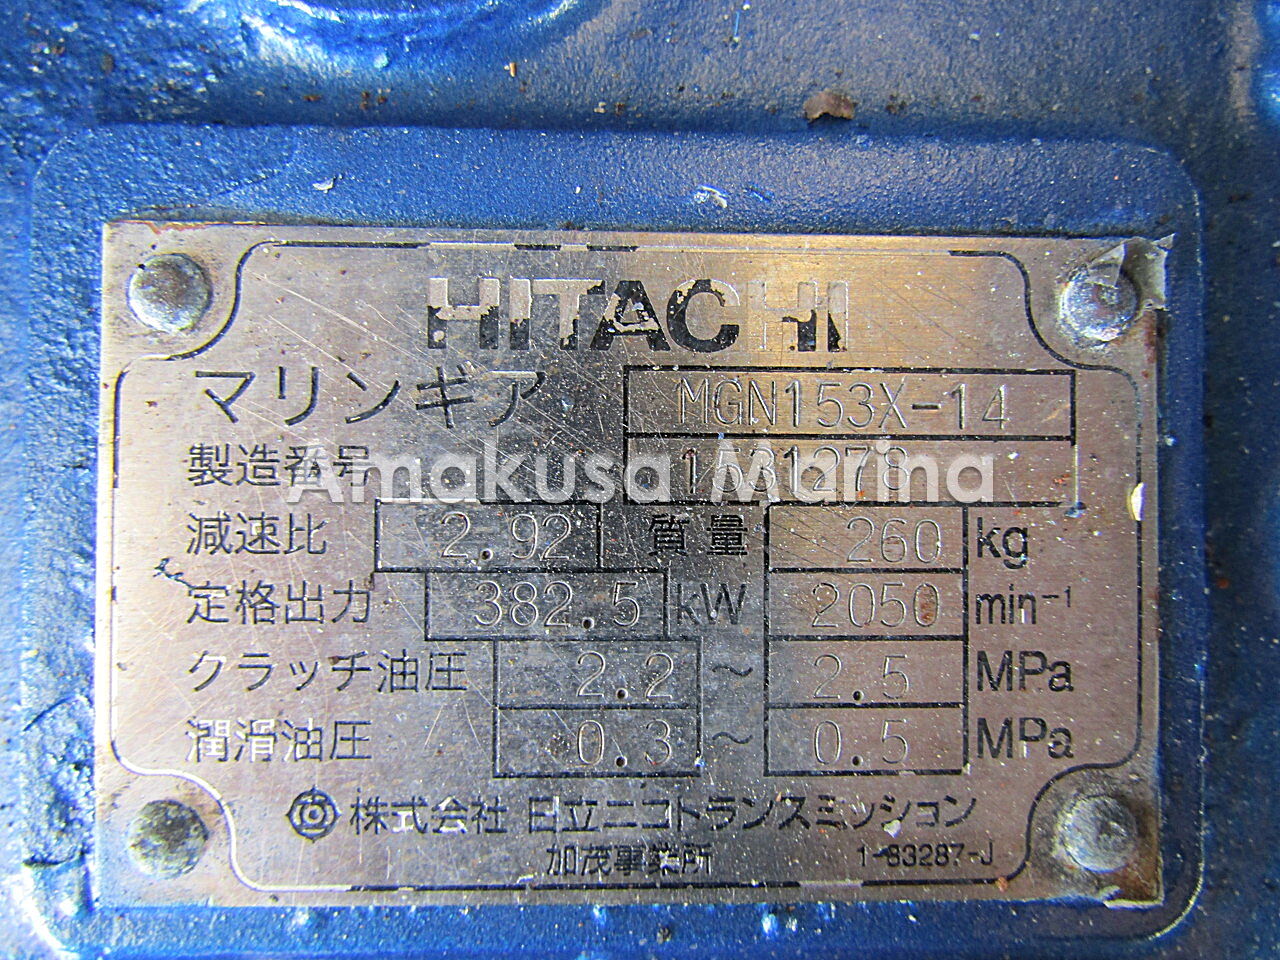 HITACHI
マリンギア MGN153X-14
製造番号 1531278
Amakusa Marina
減速比 2.92 質量 260 kg
定格出力 382.5 kW 2050 min-1
クラッチ油圧 2.2 ~ 2.5 MPa
潤滑油圧 0.3 ~ 0.5 MPa
株式会社 日立ニコトランスミッション
加茂事業所 1-83287-J